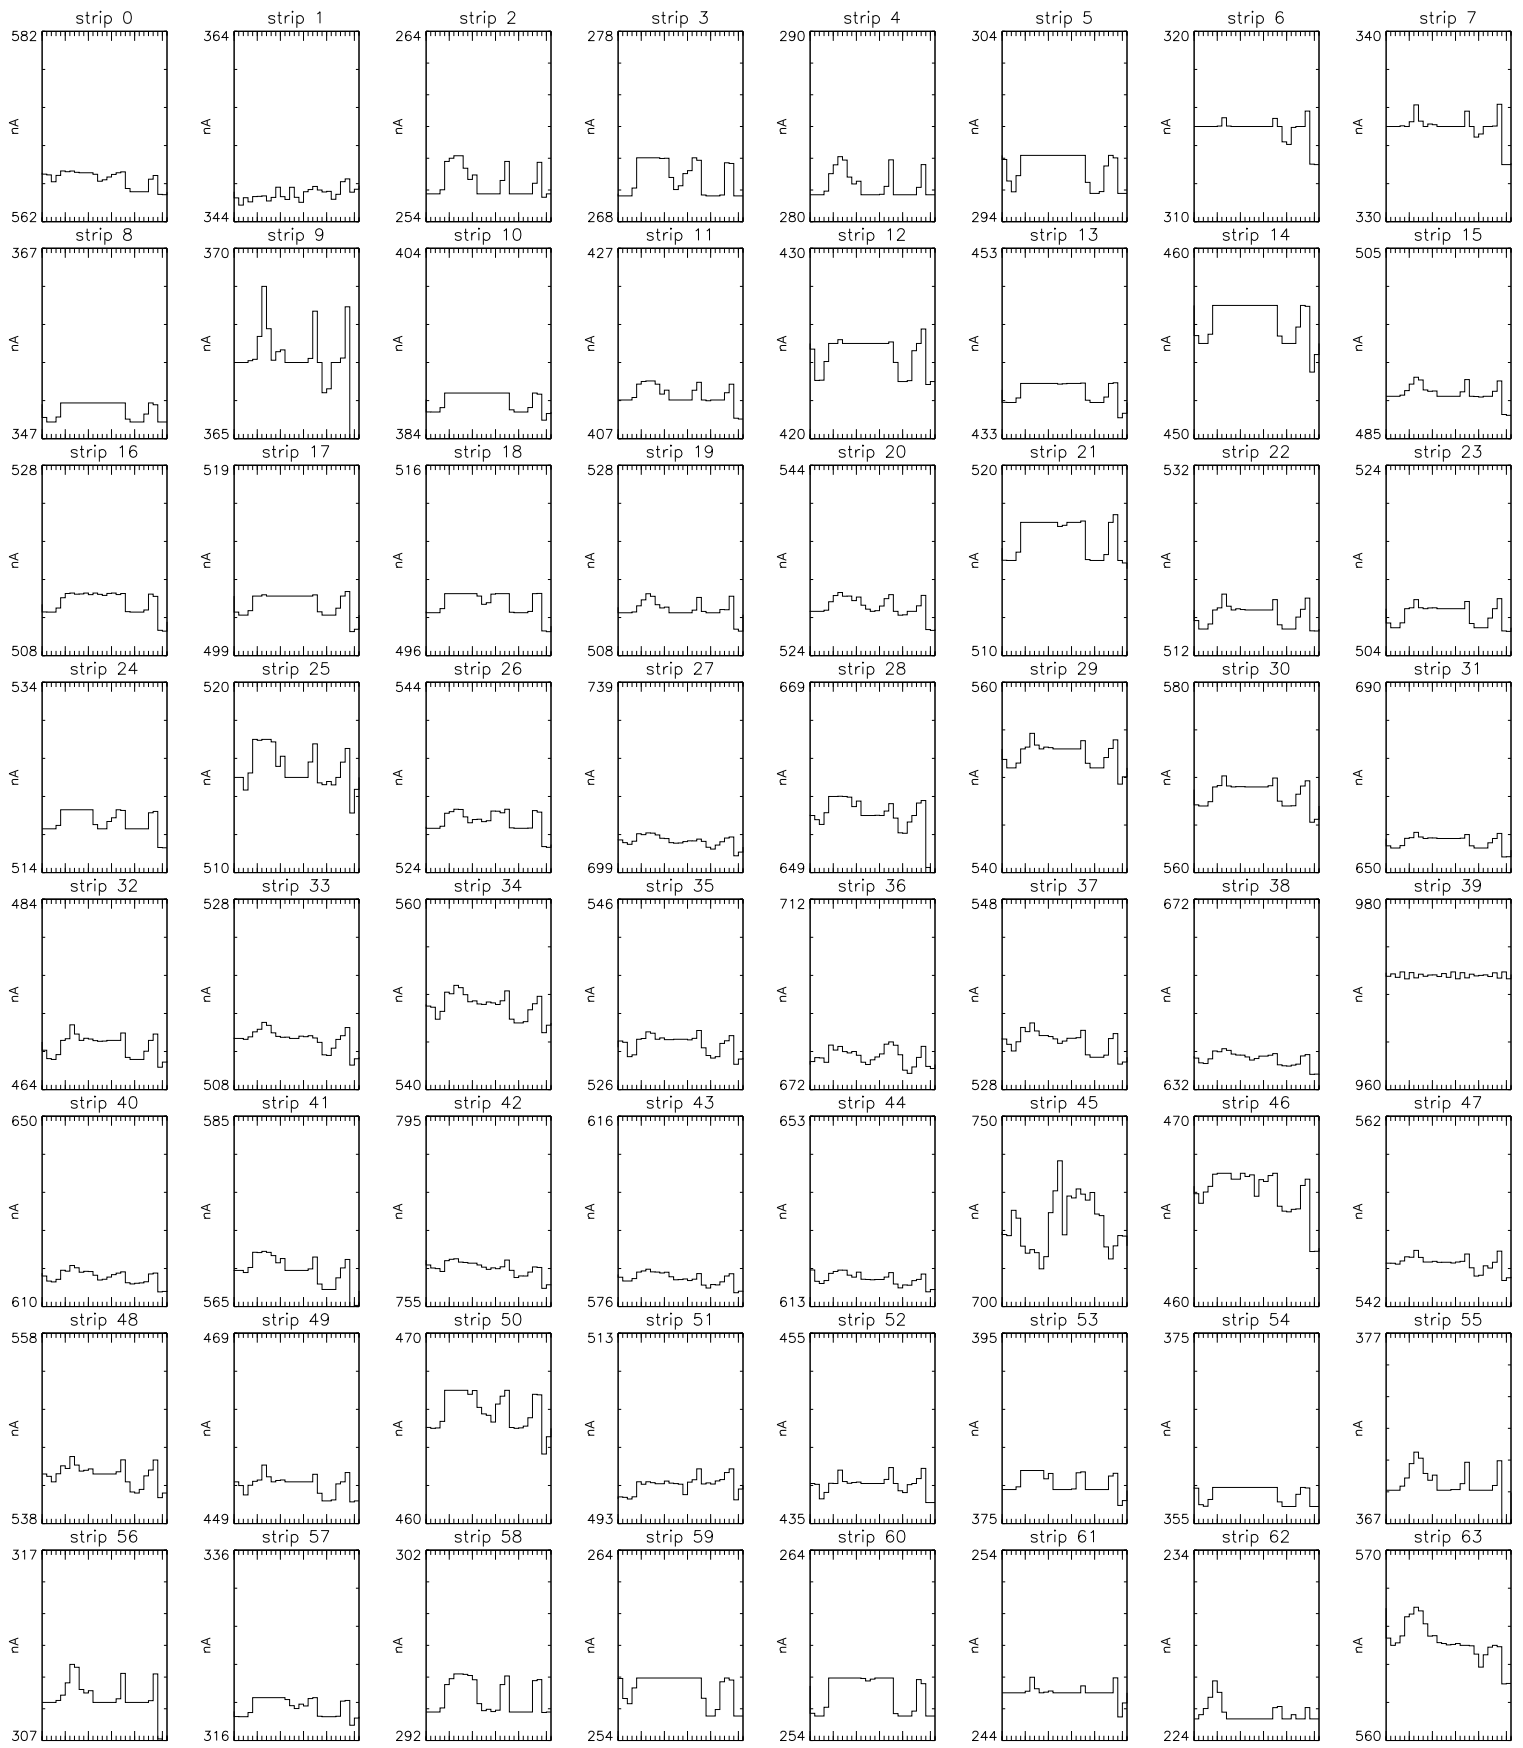 strip 0 strip 1 strip 2 strip 3 strip 4 strip 5 strip 6 strip 7
582 364 264 278 290 304 320 340
nA nA nA nA nA nA nA nA
562 344 254 268 280 294 310 330
strip 8 strip 9 strip 10 strip 11 strip 12 strip 13 strip 14 strip 15
367 370 404 427 430 453 460 505
nA nA nA nA nA nA nA nA
347 365 384 407 420 433 450 485
strip 16 strip 17 strip 18 strip 19 strip 20 strip 21 strip 22 strip 23
528 519 516 528 544 520 532 524
nA nA nA nA nA nA nA nA
508 499 496 508 524 510 512 504
strip 24 strip 25 strip 26 strip 27 strip 28 strip 29 strip 30 strip 31
534 520 544 739 669 560 580 690
nA nA nA nA nA nA nA nA
514 510 524 699 649 540 560 650
strip 32 strip 33 strip 34 strip 35 strip 36 strip 37 strip 38 strip 39
484 528 560 546 712 548 672 980
nA nA nA nA nA nA nA nA
464 508 540 526 672 528 632 960
strip 40 strip 41 strip 42 strip 43 strip 44 strip 45 strip 46 strip 47
650 585 795 616 653 750 470 562
nA nA nA nA nA nA nA nA
610 565 755 576 613 700 460 542
strip 48 strip 49 strip 50 strip 51 strip 52 strip 53 strip 54 strip 55
558 469 470 513 455 395 375 377
nA nA nA nA nA nA nA nA
538 449 460 493 435 375 355 367
strip 56 strip 57 strip 58 strip 59 strip 60 strip 61 strip 62 strip 63
317 336 302 264 264 254 234 570
nA nA nA nA nA nA nA nA
307 316 292 254 254 244 224 560